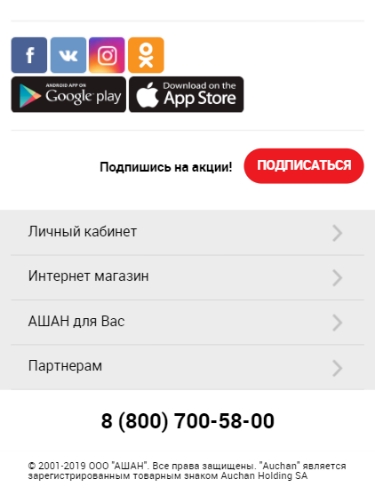 f
ANDROID APP ON
Google play
Download on the
App Store
Подпишись на акции!
ПОДПИСАТЬСЯ
Личный кабинет
Интернет магазин
АШАН для Вас
Партнерам
8 (800) 700-58-00
© 2001-2019 ООО "АШАН". Все права защищены. "Auchan" является
зарегистрированным товарным знаком Auchan Holding SA